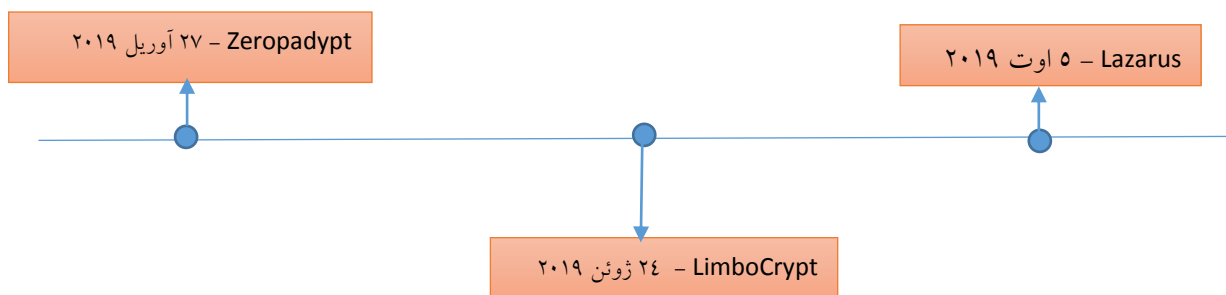 Zeropadypt – ۲۷ آوریل ۲۰۱۹
Lazarus – ۵ اوت ۲۰۱۹
LimboCrypt – ۲٤ ژوئن ۲۰۱۹